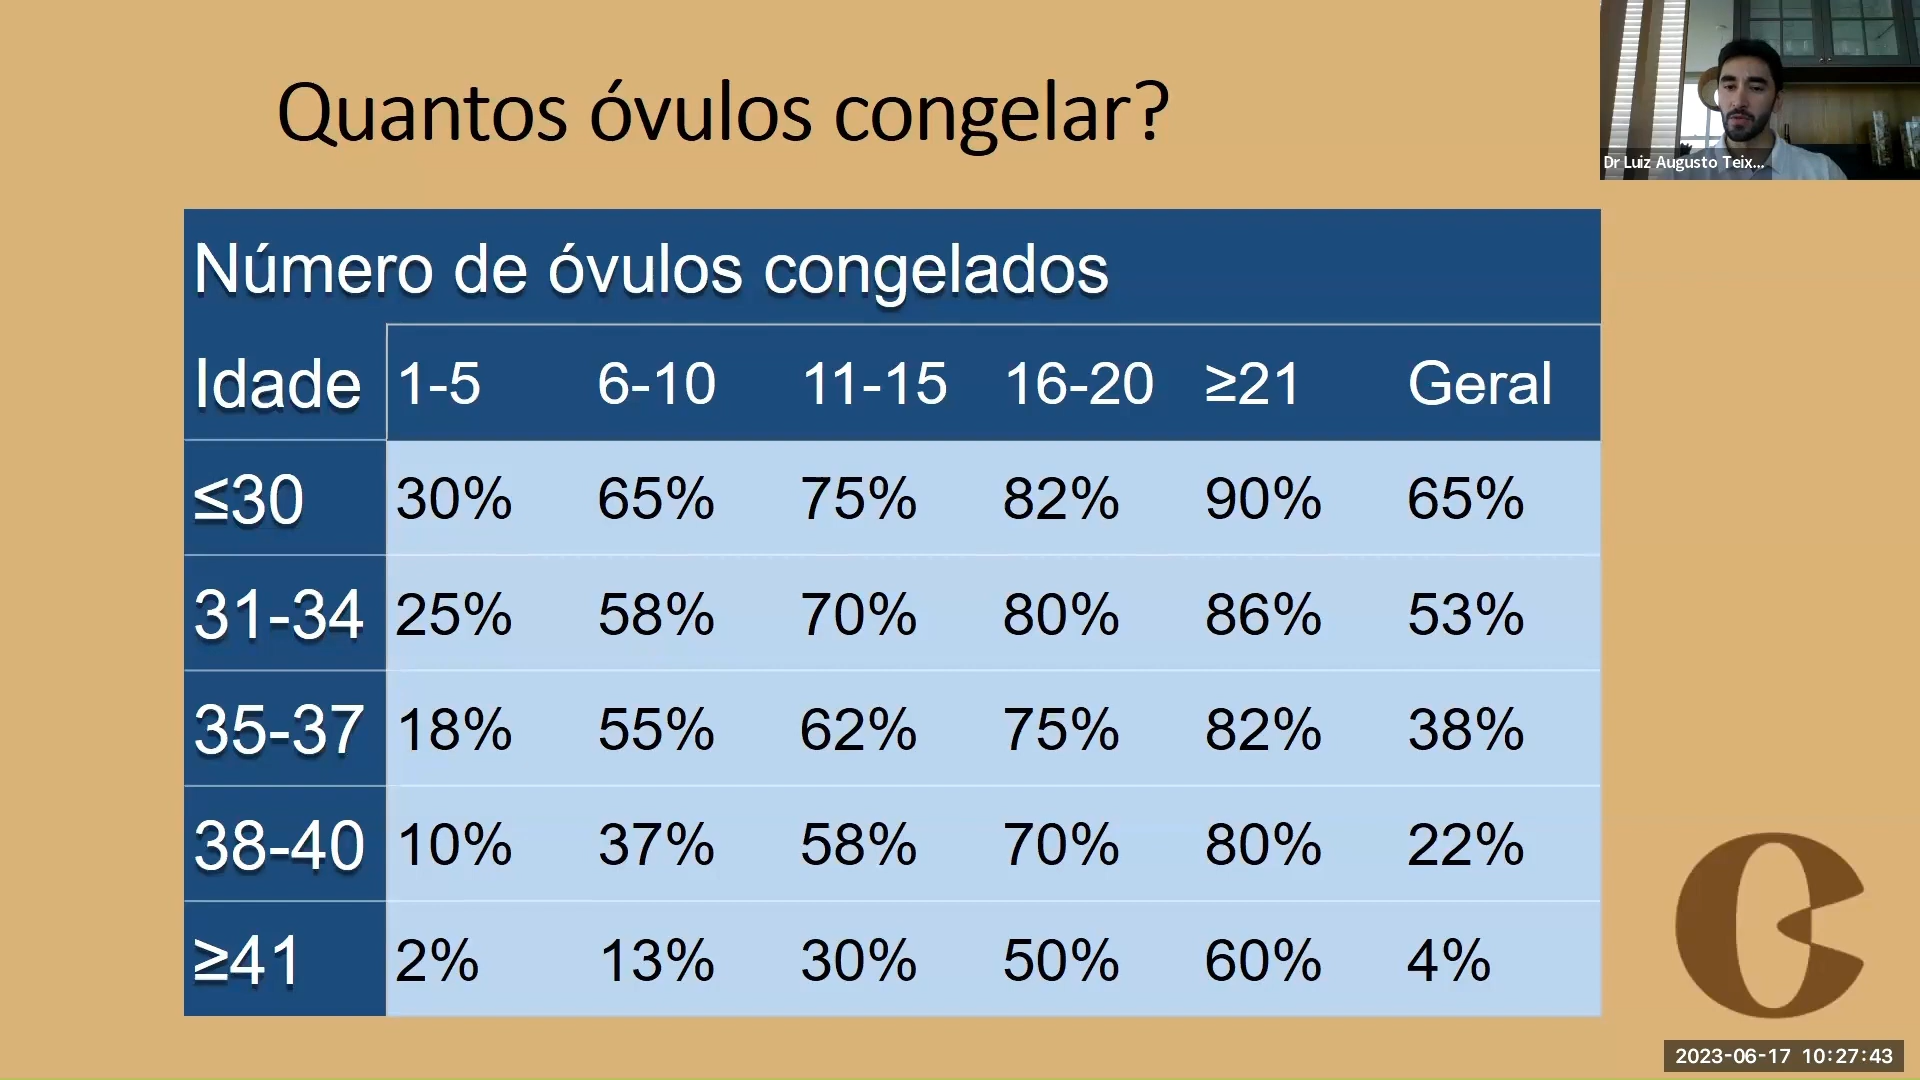 Quantos óvulos congelar?
Dr Luiz Augusto Teix...
Número de óvulos congelados
Idade 1-5 6-10 11-15 16-20 ≥21 Geral
≤30 30% 65% 75% 82% 90% 65%
31-34 25% 58% 70% 80% 86% 53%
35-37 18% 55% 62% 75% 82% 38%
38-40 10% 37% 58% 70% 80% 22%
≥41 2% 13% 30% 50% 60% 4%
2023-06-17 10:27:43